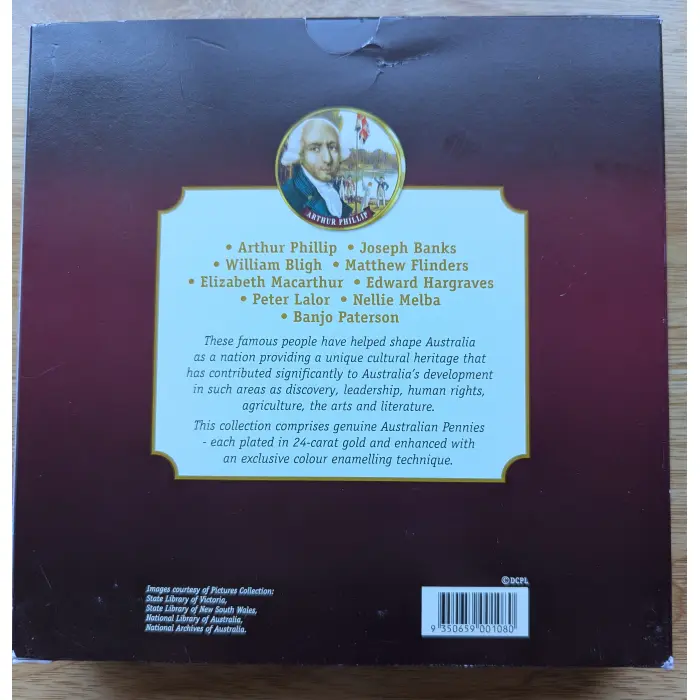 ARTHUR PHILLIP
• Arthur Phillip • Joseph Banks
• William Bligh • Matthew Flinders
• Elizabeth Macarthur • Edward Hargraves
• Peter Lalor • Nellie Melba
• Banjo Paterson
These famous people have helped shape Australia
as a nation providing a unique cultural heritage that
has contributed significantly to Australia's development
in such areas as discovery, leadership, human rights,
agriculture, the arts and literature.
This collection comprises genuine Australian Pennies
- each plated in 24-carat gold and enhanced with
an exclusive colour enamelling technique.
Images courtesy of Pictures Collection:
State Library of Victoria,
State Library of New South Wales,
National Library of Australia,
National Archives of Australia.
©DCPL
9 350659 001080